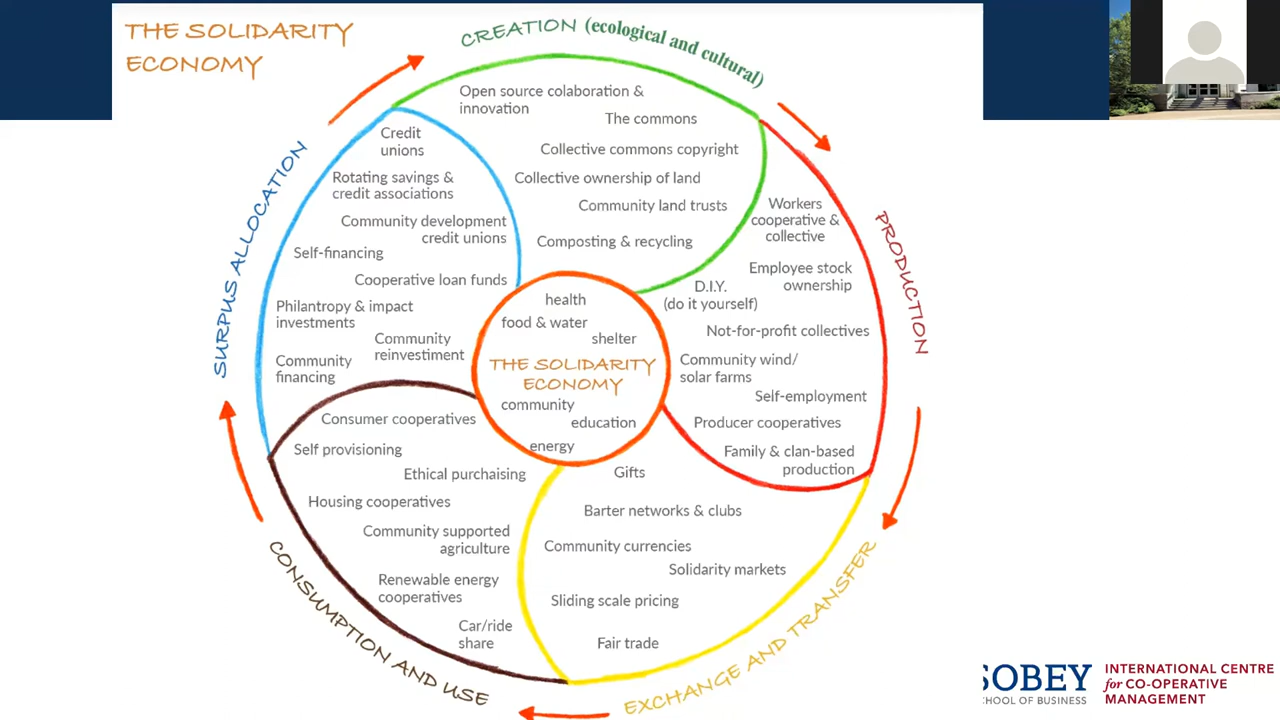 THE SOLIDARITY
ECONOMY
CREATION (ecological and cultural)
Open source colaboration &
innovation
The commons
Collective commons copyright
Collective ownership of land
Community land trusts
Composting & recycling
PRODUCTION
Workers
cooperative &
collective
Employee stock
ownership
D.I.Y.
(do it yourself)
Not-for-profit collectives
Community wind/
solar farms
Self-employment
Producer cooperatives
Family & clan-based
production
EXCHANGE AND TRANSFER
Gifts
Barter networks & clubs
Community currencies
Solidarity markets
Sliding scale pricing
Fair trade
CONSUMPTION AND USE
Consumer cooperatives
Self provisioning
Ethical purchaising
Housing cooperatives
Community supported
agriculture
Renewable energy
cooperatives
Car/ride
share
SURPUS ALLOCATION
Credit
unions
Rotating savings &
credit associations
Community development
credit unions
Self-financing
Cooperative loan funds
Philantropy & impact
investments
Community
reinvestiment
Community
financing
health
food & water
shelter
THE SOLIDARITY
ECONOMY
community
education
energy
SOBEY
CHOOL OF BUSINESS
INTERNATIONAL CENTRE
for CO-OPERATIVE
MANAGEMENT